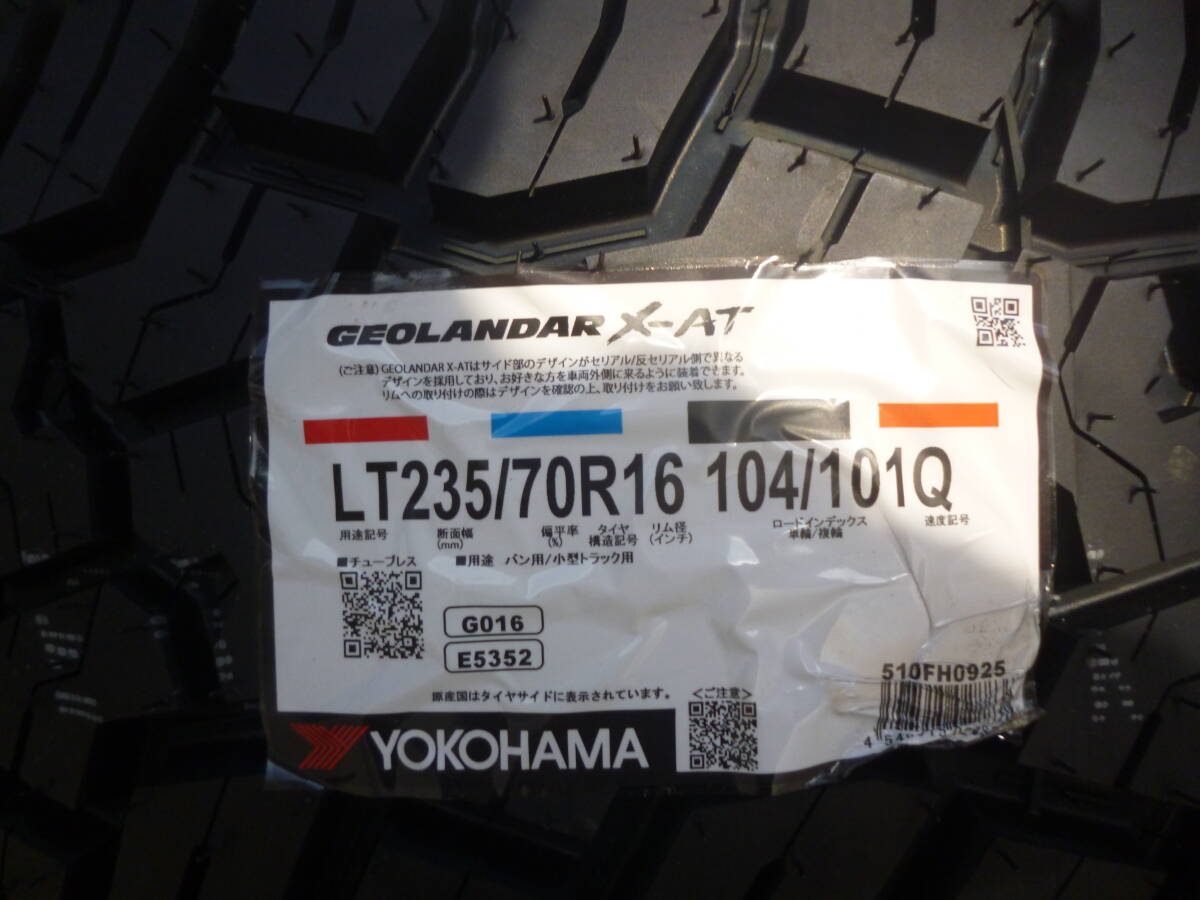 GEOLANDAR X-AT
(ご注意) GEOLANDAR X-ATはサイド部のデザインがセリアル/反セリアル側で異なる
デザインを採用しており、お好きな方を車両外側に来るように装着できます。
リムへの取り付けの際はデザインを確認の上、取り付けをお願い致します。
LT235/70R16 104/101Q
用途記号 断面幅 偏平率 タイヤ リム径 ロードインデックス 速度記号
(mm) (%) 構造記号 (インチ) 単輪/複輪
■チューブレス ■用途 バン用/小型トラック用
G016
E5352
510FH0925
原産国はタイヤサイドに表示されています。 <ご注意>
YOKOHAMA